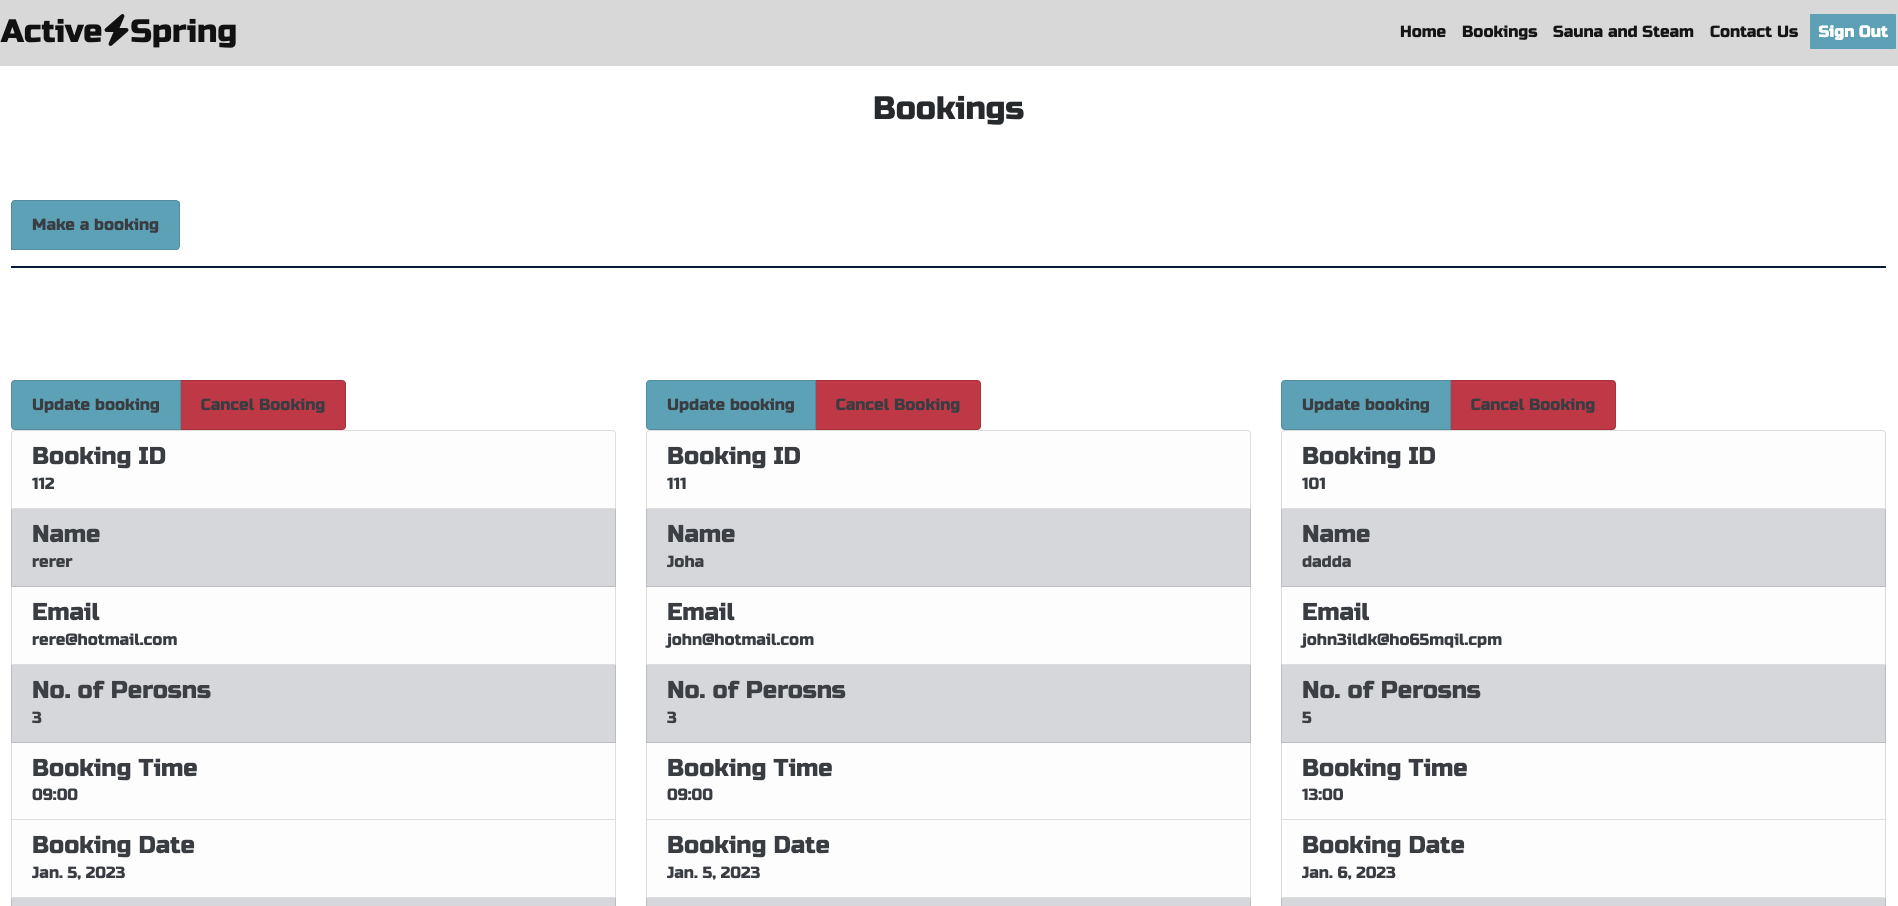 Active Spring
Home Bookings Sauna and Steam Contact Us Sign Out
Bookings
Make a booking
Update booking Cancel Booking
Booking ID
112
Name
rerer
Email
rere@hotmail.com
No. of Perosns
3
Booking Time
09:00
Booking Date
Jan. 5, 2023
Update booking Cancel Booking
Booking ID
111
Name
Joha
Email
john@hotmail.com
No. of Perosns
3
Booking Time
09:00
Booking Date
Jan. 5, 2023
Update booking Cancel Booking
Booking ID
101
Name
dadda
Email
john3ildk@ho65mqil.cpm
No. of Perosns
5
Booking Time
13:00
Booking Date
Jan. 6, 2023